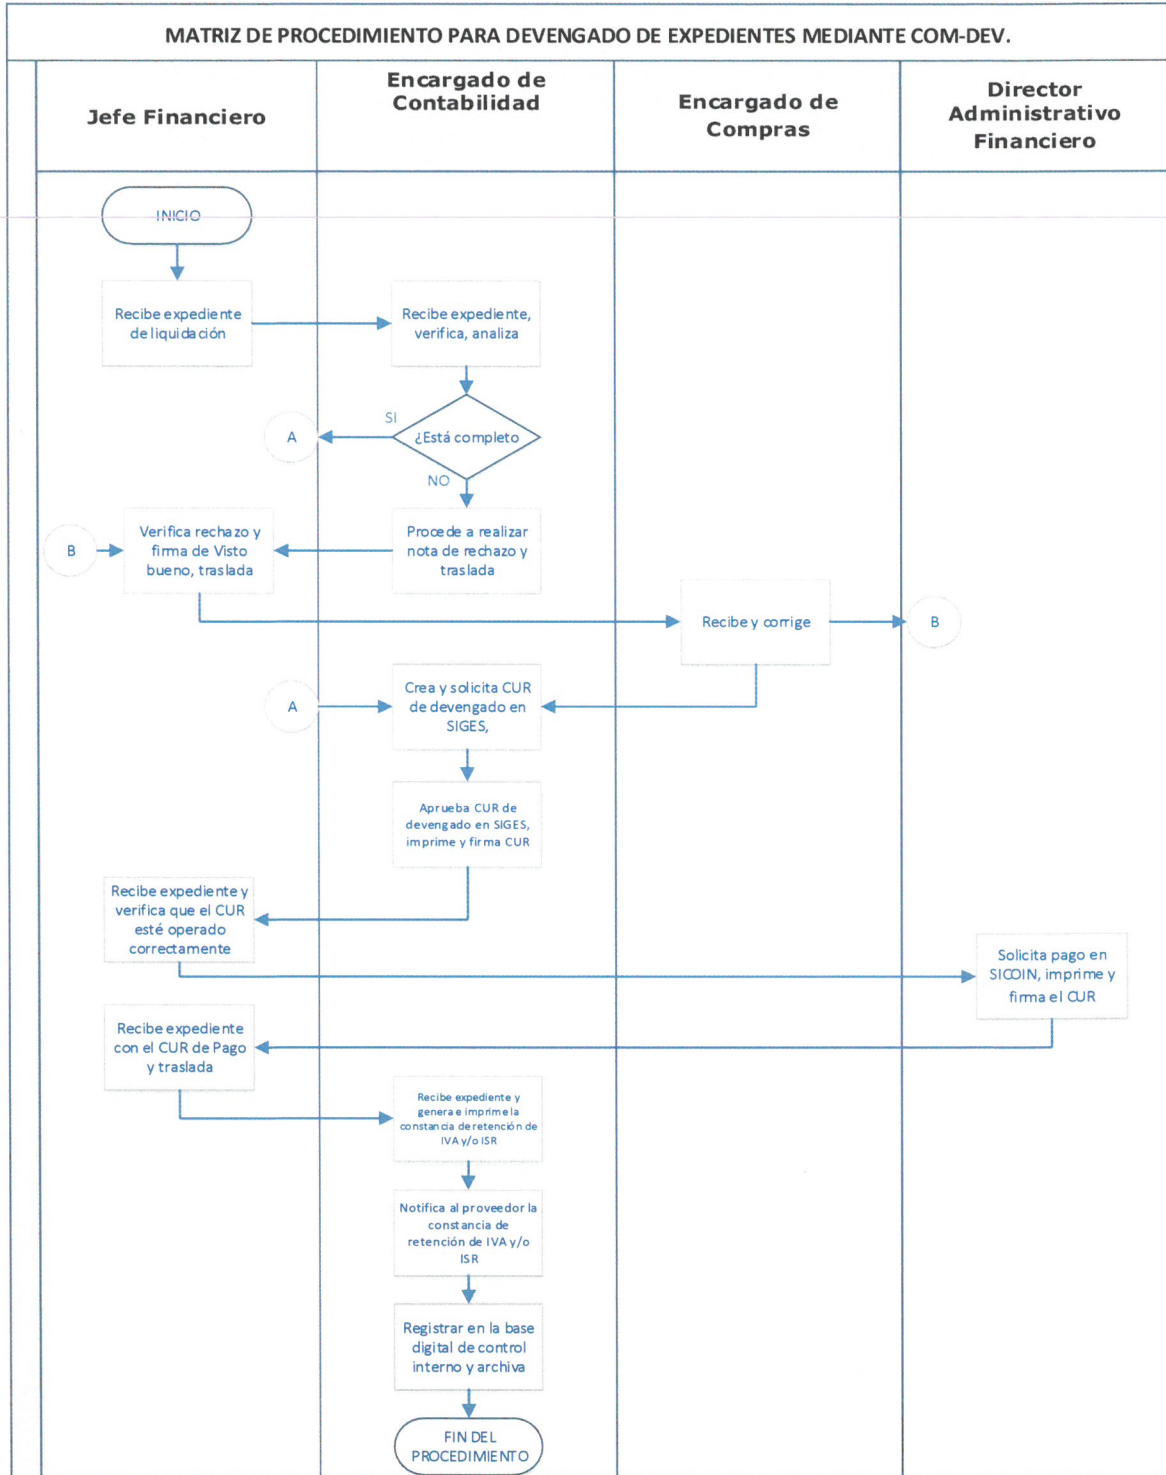 MATRIZ DE PROCEDIMIENTO PARA DEVENGADO DE EXPEDIENTES MEDIANTE COM-DEV.
Jefe Financiero
Encargado de
Contabilidad
Encargado de
Compras
Director
Administrativo
Financiero
INICIO
Recibe expediente
de liquidación
Recibe expediente,
verifica, analiza
SI
A
¿Está completo
NO
B
Verifica rechazo y
firma de Visto
bueno, traslada
Procede a realizar
nota de rechazo y
traslada
Recibe y corrige
B
A
Crea y solicita CUR
de devengado en
SIGES,
Aprueba CUR de
devengado en SIGES,
imprime y firma CUR
Recibe expediente y
verifica que el CUR
esté operado
correctamente
Solicita pago en
SICOIN, imprime y
firma el CUR
Recibe expediente
con el CUR de Pago
y traslada
Recibe expediente y
genera e imprime la
constancia de retención de
IVA y/o ISR
Notifica al proveedor la
constancia de
retención de IVA y/o
ISR
Registrar en la base
digital de control
interno y archiva
FIN DEL
PROCEDIMIENTO